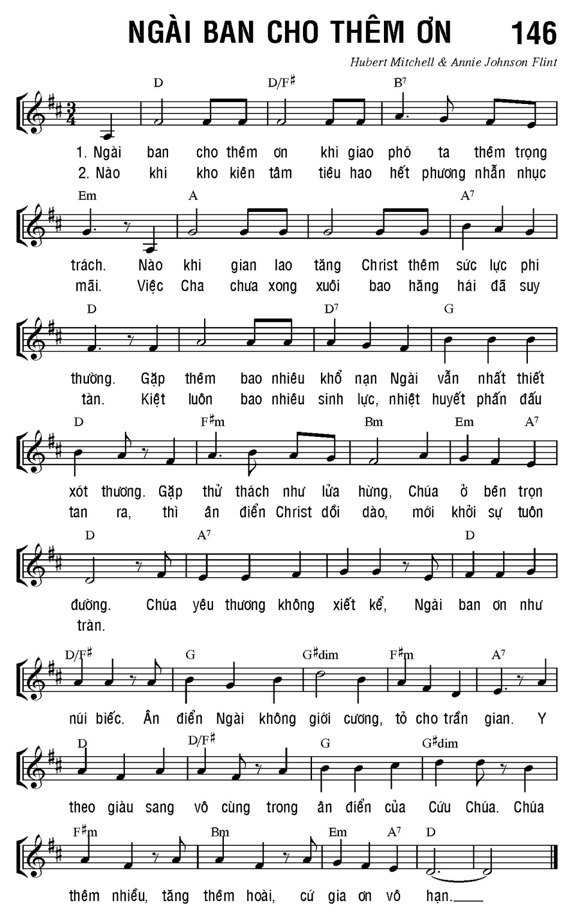 NGÀI BAN CHO THÊM ƠN 146
Hubert Mitchell & Annie Johnson Flint
D D/F♯ B7
3/4
1. Ngài ban cho thêm ơn khi giao phó ta thêm trọng
2. Nào khi kho kiên tâm tiêu hao hết phương nhẫn nhục
Em A A7
trách. Nào khi gian lao tăng Christ thêm sức lực phi
mãi. Việc Cha chưa xong xuôi bao hăng hái đã suy
D D7 G
thường. Gặp thêm bao nhiêu khổ nạn Ngài vẫn nhất thiết
tàn. Kiệt luôn bao nhiêu sinh lực, nhiệt huyết phấn đấu
D F♯m Bm Em A7
xót thương. Gặp thử thách như lửa hừng, Chúa ở bên trọn
tan ra, thì ân điển Christ dồi dào, mới khởi sự tuôn
D A7 D
đường. Chúa yêu thương không xiết kể, Ngài ban ơn như
tràn.
D/F♯ G G♯dim F♯m A7
núi biếc. Ân điển Ngài không giới cương, tỏ cho trần gian. Y
D D/F♯ G G♯dim
theo giàu sang vô cùng trong ân điển của Cứu Chúa. Chúa
F♯m Bm Em A7 D
thêm nhiều, tăng thêm hoài, cứ gia ơn vô hạn.